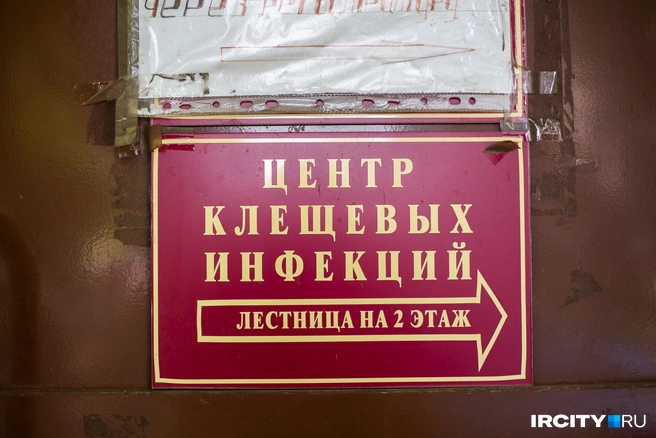 ЦЕНТР
КЛЕЩЕВЫХ
ИНФЕКЦИЙ
ЛЕСТНИЦА НА 2 ЭТАЖ
IRCITY.RU